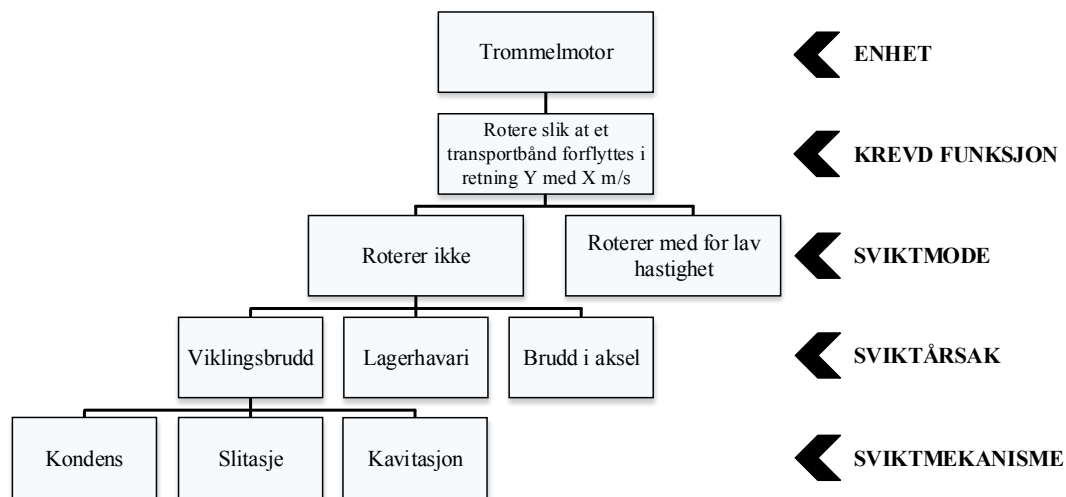 Trommelmotor
ENHET
Rotere slik at et
transportbånd forflyttes i
retning Y med X m/s
KREVD FUNKSJON
Roterer ikke
Roterer med for lav
hastighet
SVIKTMODE
Viklingsbrudd
Lagerhavari
Brudd i aksel
SVIKTÅRSAK
Kondens
Slitasje
Kavitasjon
SVIKTMEKANISME